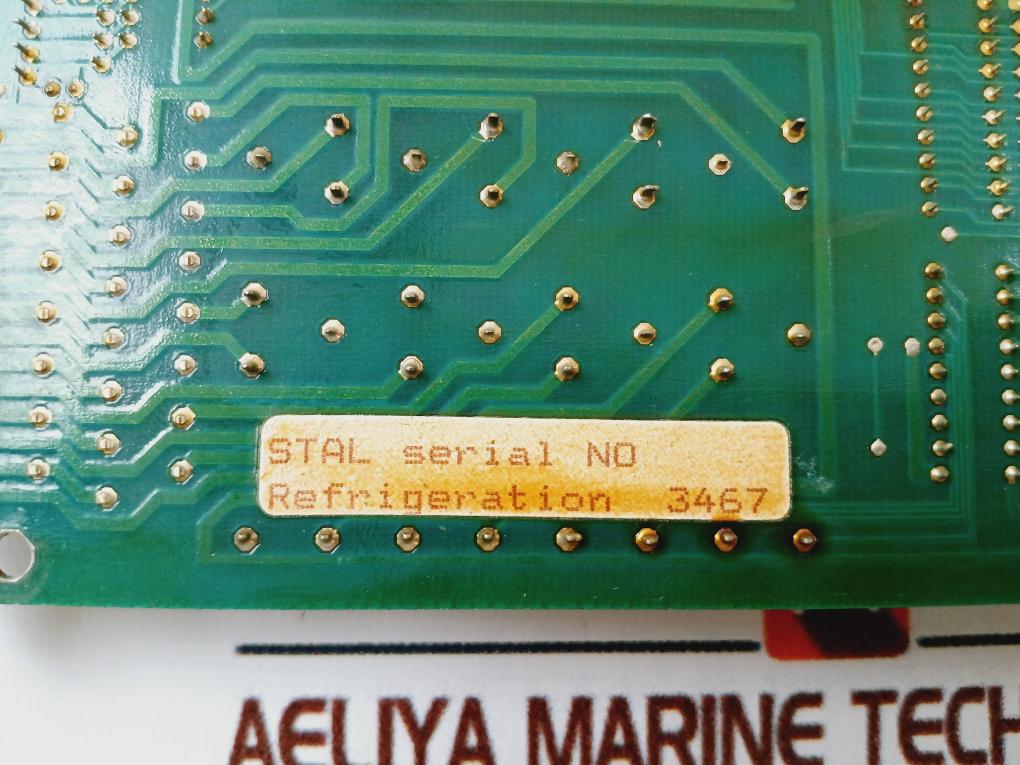 STAL serial NO
Refrigeration 3467
AELIYA MARINE TECH